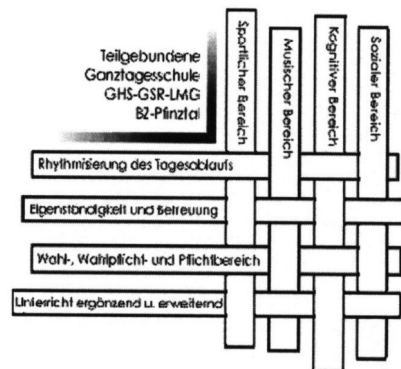 Teilgebundene
Ganztagesschule
GHS-GSR-LMG
BZ-Pfinztal
Sportlicher Bereich
Musischer Bereich
Kognitiver Bereich
Sozialer Bereich
Rhythmisierung des Tagesablaufs
Eigenständigkeit und Betreuung
Wahl-, Wahlpflicht- und Pflichtbereich
Unterricht ergänzend u. erweiternd